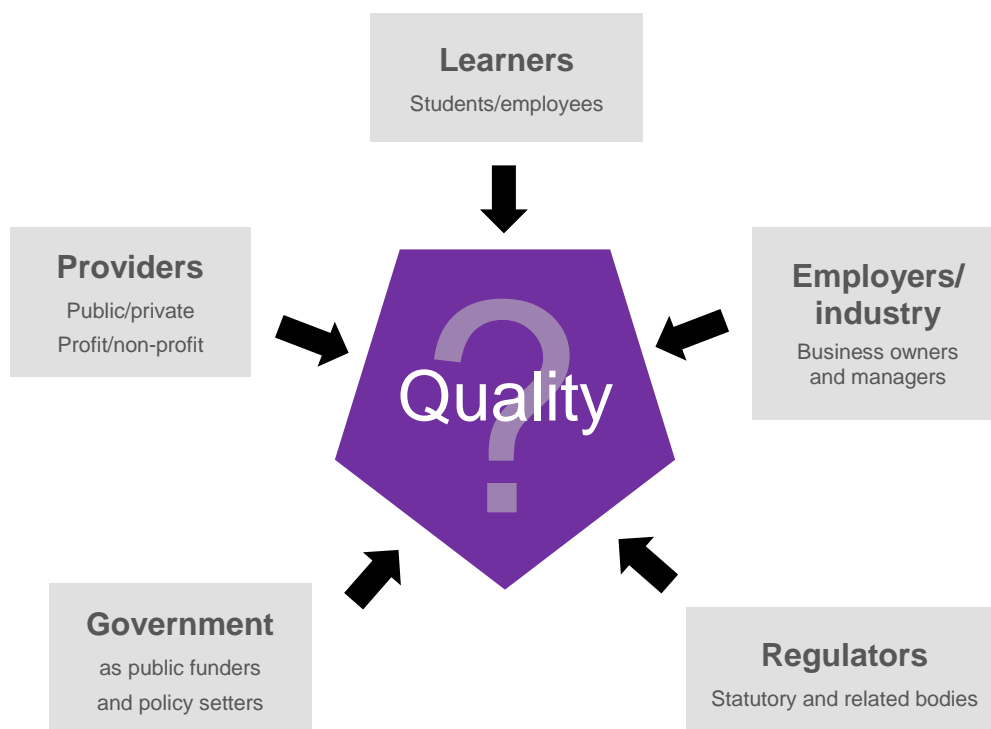 Learners
Students/employees
Providers
Public/private
Profit/non-profit
Employers/
industry
Business owners
and managers
?
Quality
Government
as public funders
and policy setters
Regulators
Statutory and related bodies